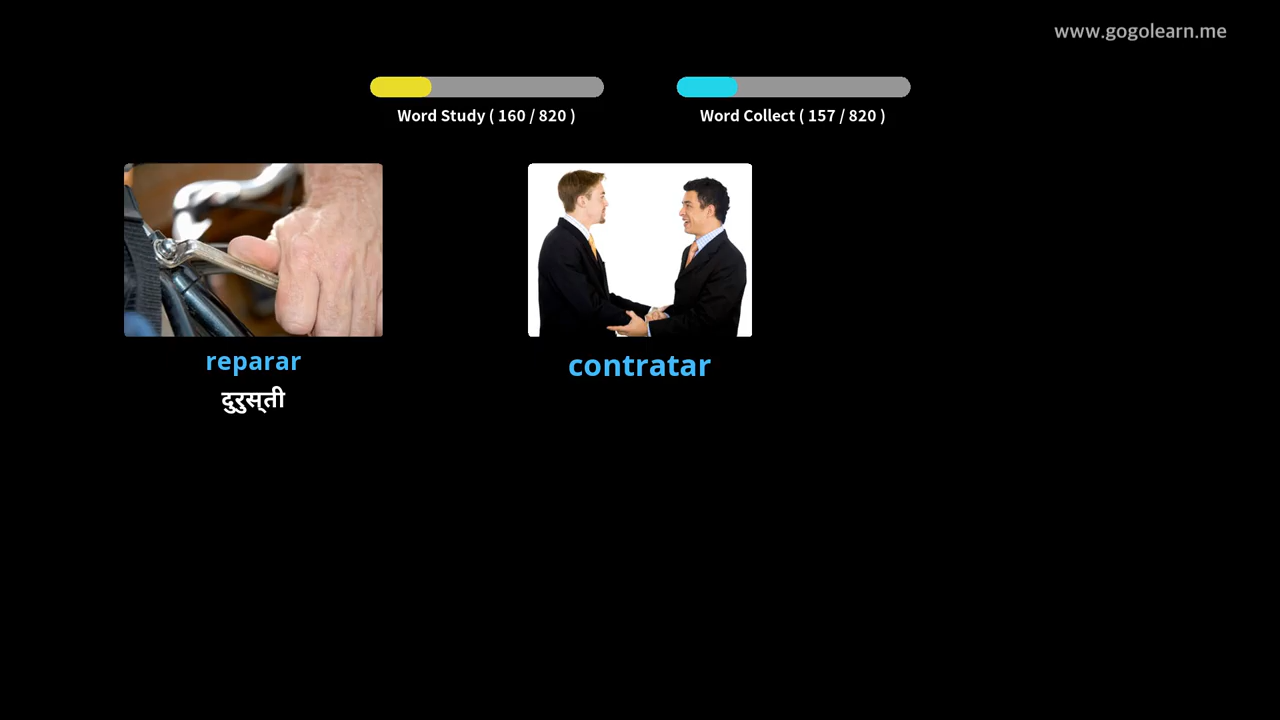 www.gogolearn.me
Word Study ( 160 / 820 )
Word Collect ( 157 / 820 )
reparar
दुरुस्ती
contratar